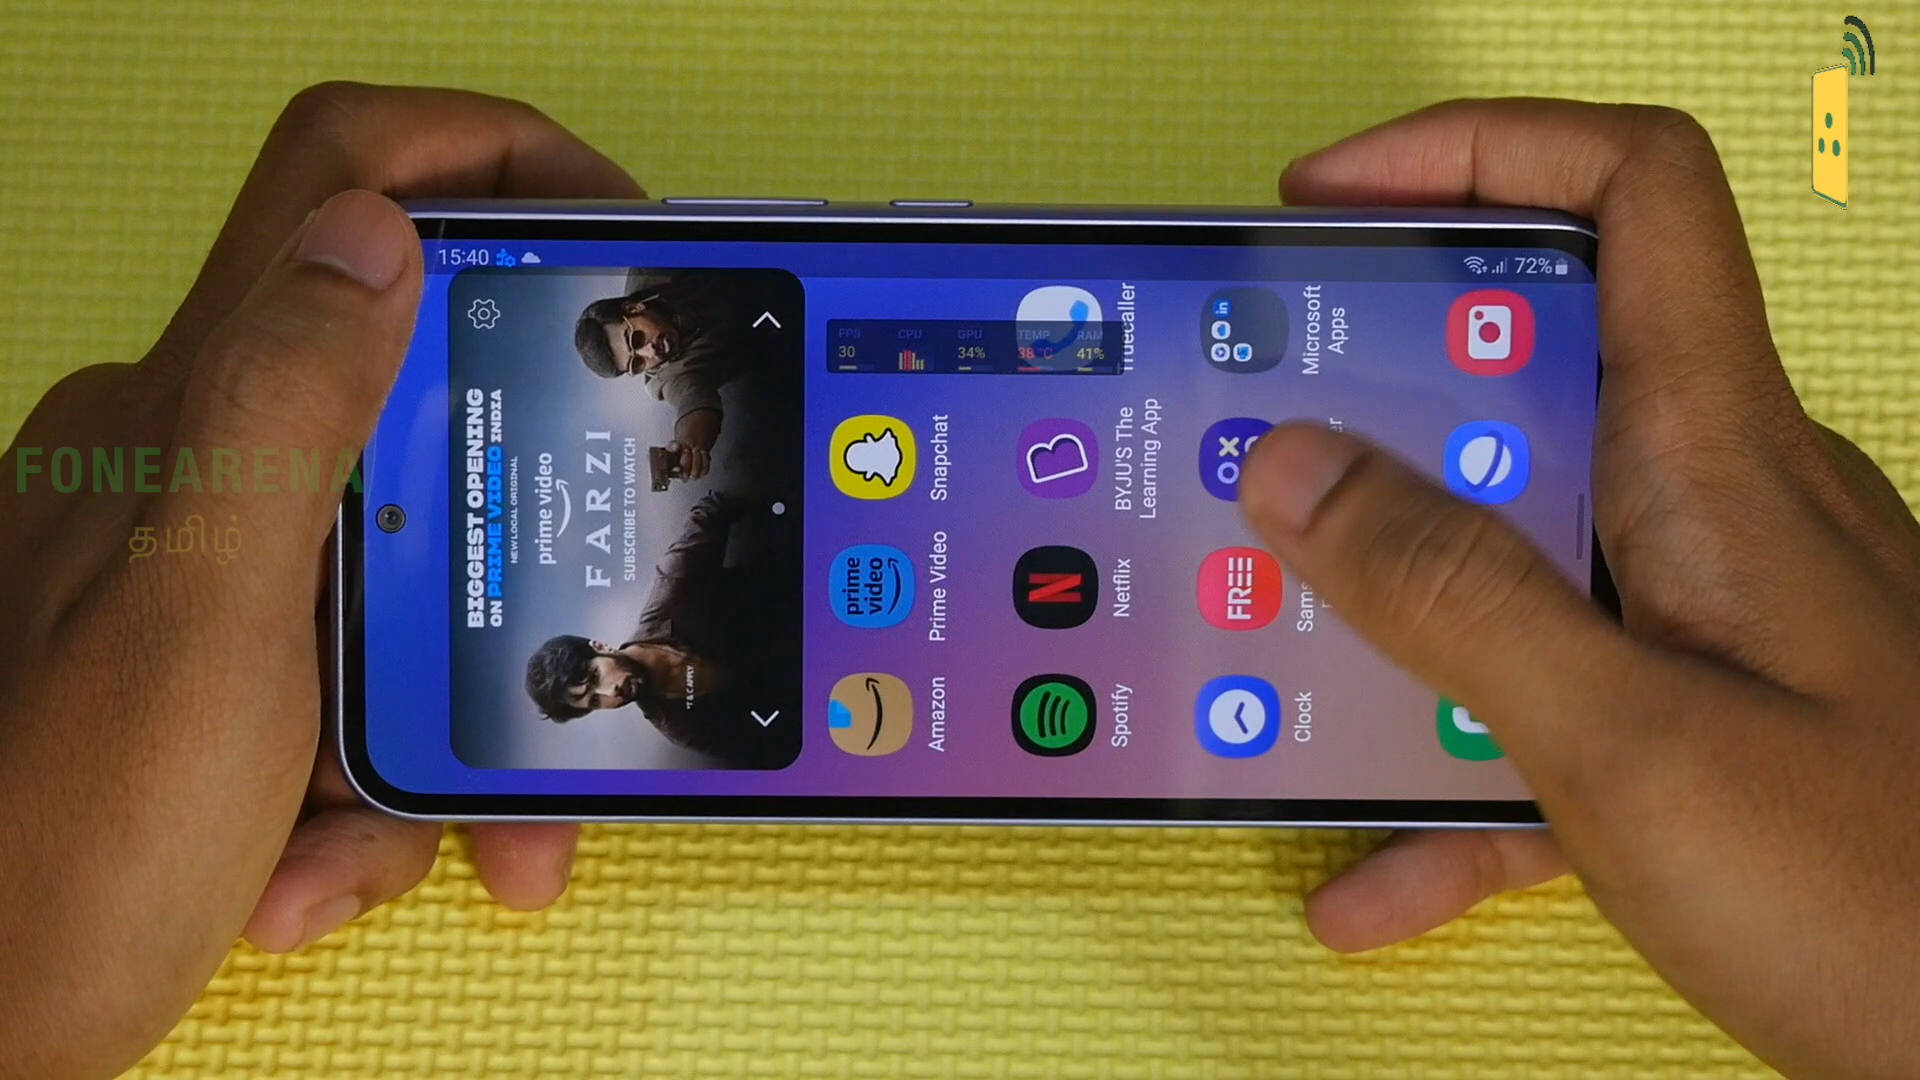 FONEARENA
தமிழ்
15:40
72%
BIGGEST OPENING
ON PRIME VIDEO INDIA
NEW LOCAL ORIGINAL
prime video
FARZI
SUBSCRIBE TO WATCH
*T & C APPLY
FPS CPU GPU TEMP RAM
30 34% 38 °C 41%
Truecaller
in
Microsoft
Apps
Snapchat
BYJU'S The
Learning App
prime
video
Prime Video
Netflix
FREE
Amazon
Spotify
Clock